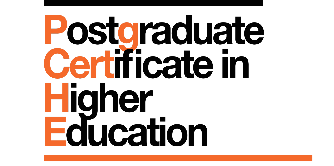 Postgraduate
Certificate in
Higher
Education